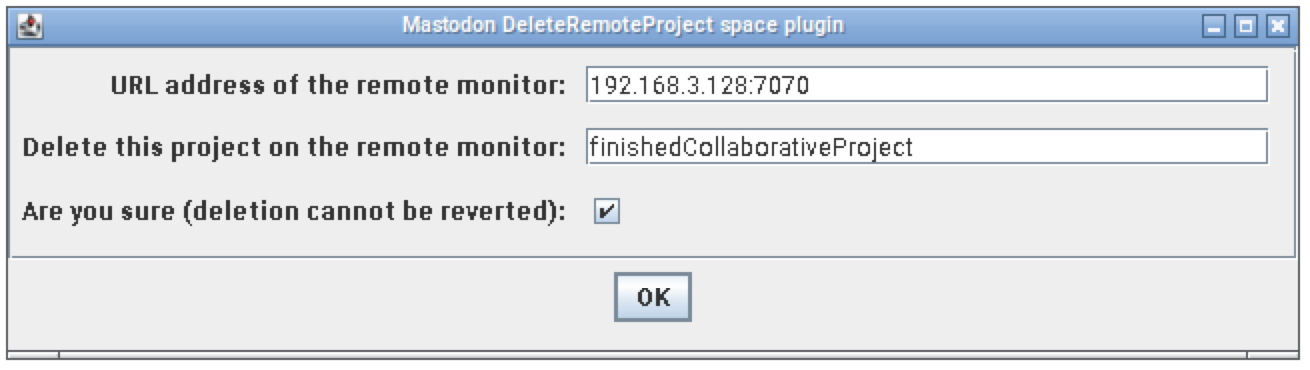 Mastodon DeleteRemoteProject space plugin
URL address of the remote monitor: 192.168.3.128:7070
Delete this project on the remote monitor: finishedCollaborativeProject
Are you sure (deletion cannot be reverted):
OK